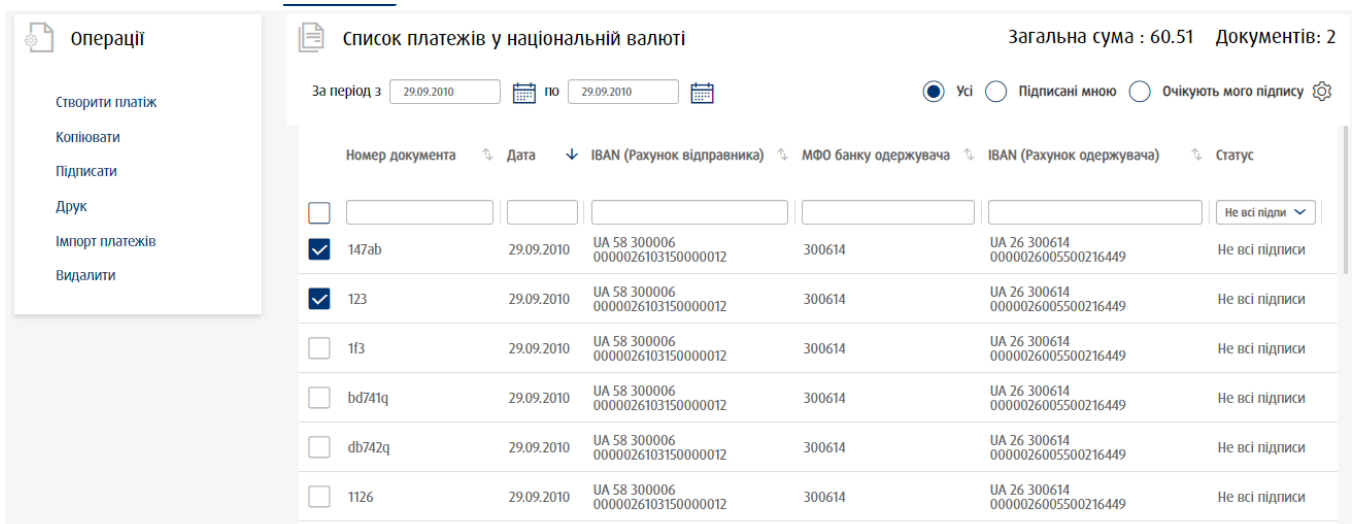 Операції
Створити платіж
Копіювати
Підписати
Друк
Імпорт платежів
Видалити
Список платежів у національній валюті
Загальна сума : 60.51 Документів: 2
За період з 29.09.2010 по 29.09.2010 Усі Підписані мною Очікують мого підпису
Номер документа Дата IBAN (Рахунок відправника) МФО банку одержувача IBAN (Рахунок одержувача) Статус
Не всі підпи
147ab 29.09.2010 UA 58 300006 0000026103150000012 300614 UA 26 300614 0000026005500216449 Не всі підписи
123 29.09.2010 UA 58 300006 0000026103150000012 300614 UA 26 300614 0000026005500216449 Не всі підписи
1f3 29.09.2010 UA 58 300006 0000026103150000012 300614 UA 26 300614 0000026005500216449 Не всі підписи
bd741q 29.09.2010 UA 58 300006 0000026103150000012 300614 UA 26 300614 0000026005500216449 Не всі підписи
db742q 29.09.2010 UA 58 300006 0000026103150000012 300614 UA 26 300614 0000026005500216449 Не всі підписи
1126 29.09.2010 UA 58 300006 0000026103150000012 300614 UA 26 300614 0000026005500216449 Не всі підписи